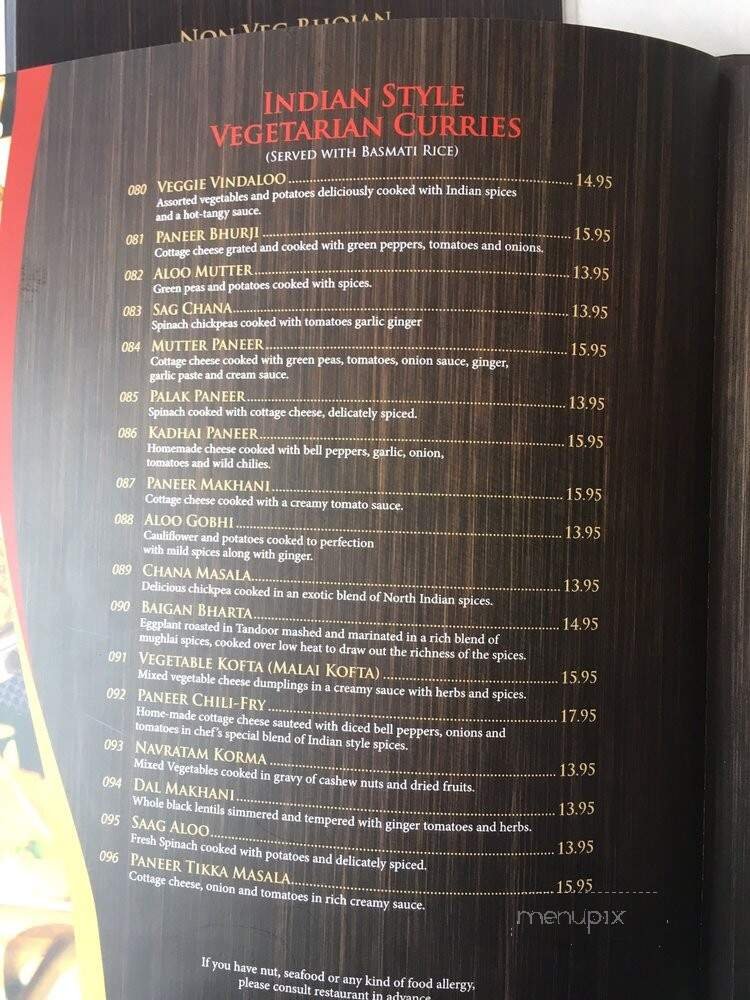 Non Veg Bhojan
Indian Style
Vegetarian Curries
(Served with Basmati Rice)
080 Veggie Vindaloo 14.95
Assorted vegetables and potatoes deliciously cooked with Indian spices
and a hot-tangy sauce.
081 Paneer Bhurji 15.95
Cottage cheese grated and cooked with green peppers, tomatoes and onions.
082 Aloo Mutter 13.95
Green peas and potatoes cooked with spices.
083 Sag Chana 13.95
Spinach chickpeas cooked with tomatoes garlic ginger
084 Mutter Paneer 15.95
Cottage cheese cooked with green peas, tomatoes, onion sauce, ginger,
garlic paste and cream sauce.
085 Palak Paneer 13.95
Spinach cooked with cottage cheese, delicately spiced.
086 Kadhai Paneer 15.95
Homemade cheese cooked with bell peppers, garlic, onion,
tomatoes and wild chilies.
087 Paneer Makhani 15.95
Cottage cheese cooked with a creamy tomato sauce.
088 Aloo Gobhi 13.95
Cauliflower and potatoes cooked to perfection
with mild spices along with ginger.
089 Chana Masala 13.95
Delicious chickpea cooked in an exotic blend of North Indian spices.
090 Baigan Bharta 14.95
Eggplant roasted in Tandoor mashed and marinated in a rich blend of
mughlai spices, cooked over low heat to draw out the richness of the spices.
091 Vegetable Kofta (Malai Kofta) 15.95
Mixed vegetable cheese dumplings in a creamy sauce with herbs and spices.
092 Paneer Chili-Fry 17.95
Home-made cottage cheese sauteed with diced bell peppers, onions and
tomatoes in chef's special blend of Indian style spices.
093 Navratam Korma 13.95
Mixed Vegetables cooked in gravy of cashew nuts and dried fruits.
094 Dal Makhani 13.95
Whole black lentils simmered and tempered with ginger tomatoes and herbs.
095 Saag Aloo 13.95
Fresh Spinach cooked with potatoes and delicately spiced.
096 Paneer Tikka Masala 15.95
Cottage cheese, onion and tomatoes in rich creamy sauce.
menupix
If you have nut, seafood or any kind of food allergy,
please consult restaurant in advance